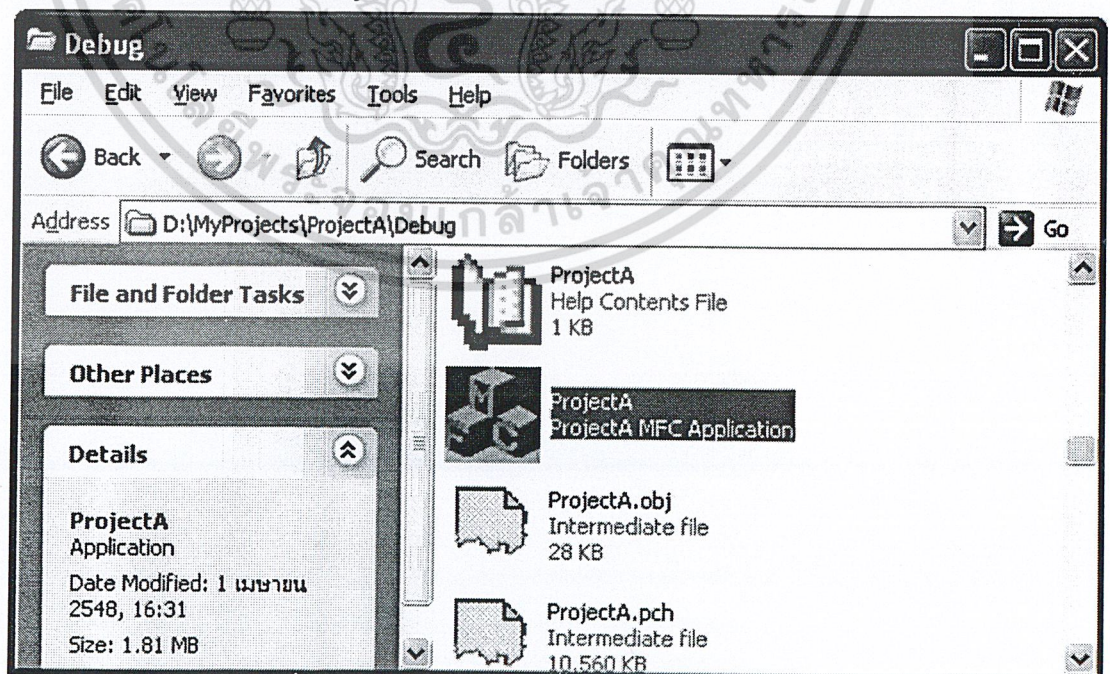 Debug
File Edit View Favorites Tools Help
Back Search Folders
Address D:\MyProjects\ProjectA\Debug Go
File and Folder Tasks
Other Places
Details
ProjectA
Application
Date Modified: 1 เมษายน
2548, 16:31
Size: 1.81 MB
ProjectA
Help Contents File
1 KB
M
S C
ProjectA
ProjectA MFC Application
ProjectA.obj
Intermediate file
28 KB
ProjectA.pch
Intermediate file
10,560 KB